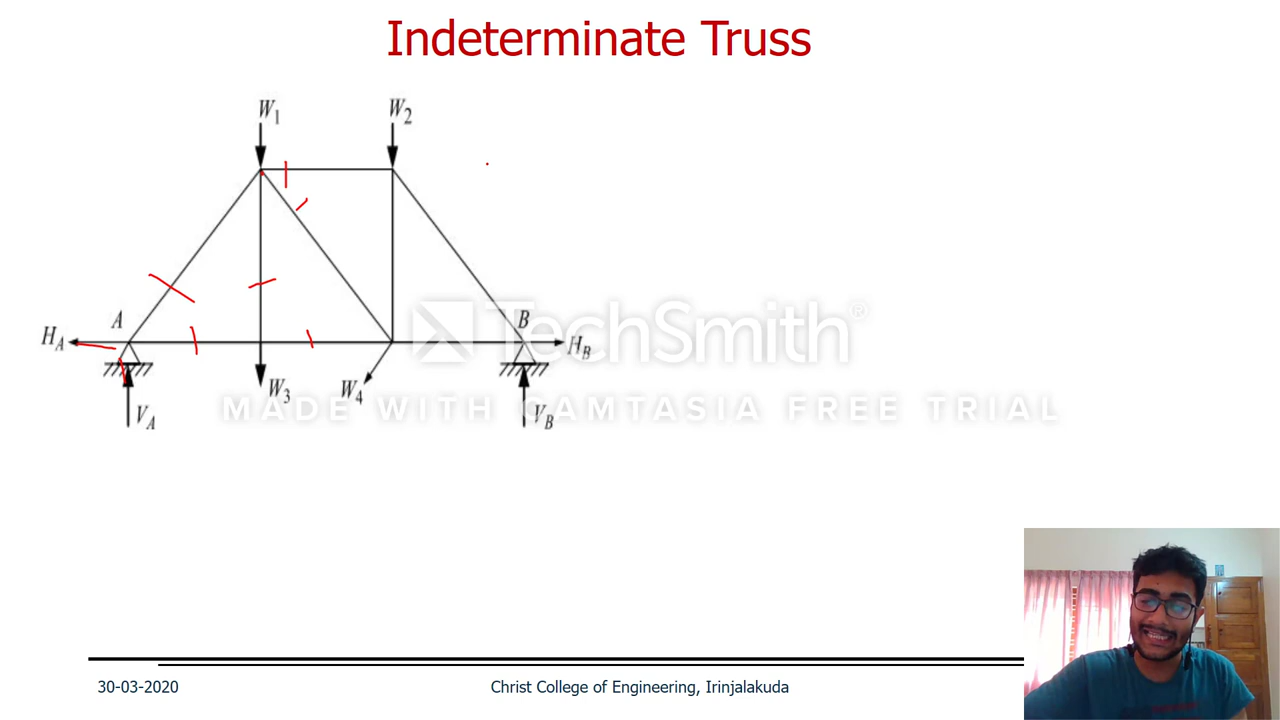 Indeterminate Truss
W1 W2
A B
HA HB
W3 W4
VA VB
TechSmith®
MADE WITH CAMTASIA FREE TRIAL
30-03-2020 Christ College of Engineering, Irinjalakuda